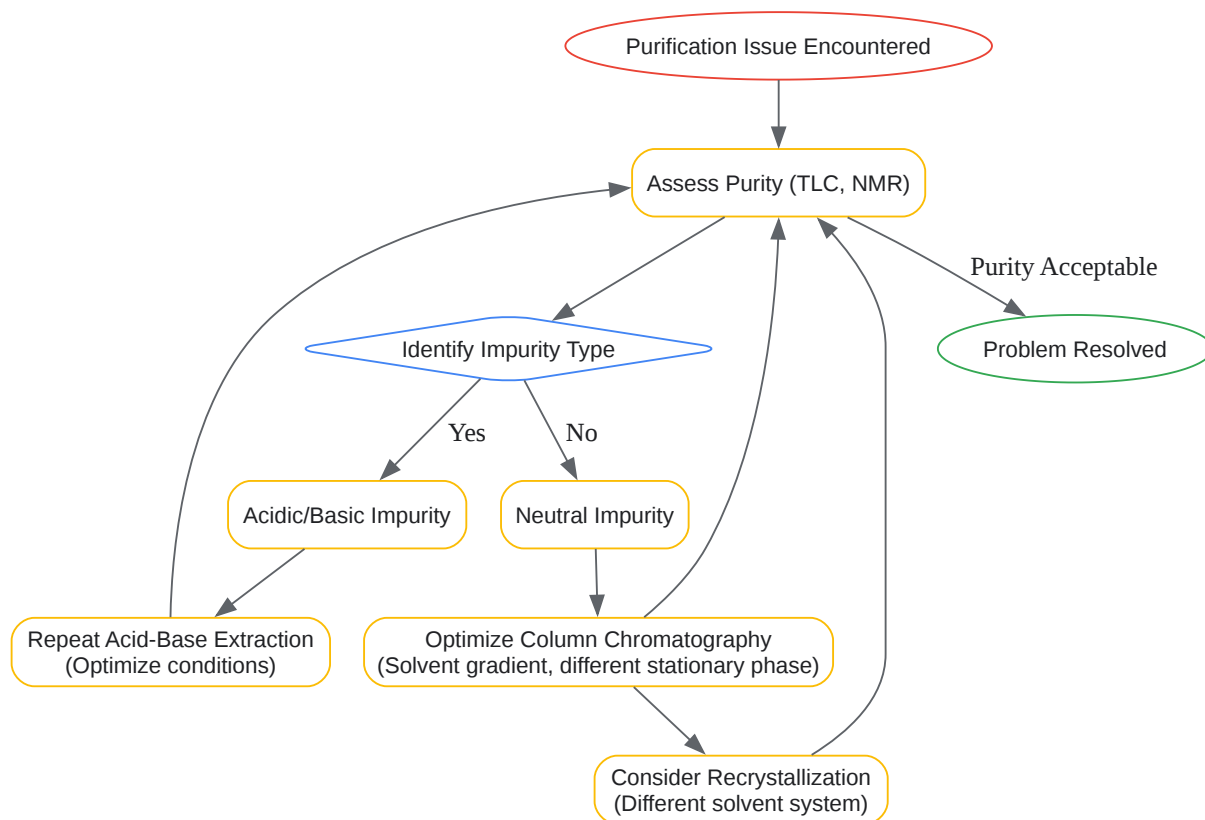 Purification Issue Encountered
Assess Purity (TLC, NMR)
Purity Acceptable
Identify Impurity Type
Problem Resolved
Yes
No
Acidic/Basic Impurity
Neutral Impurity
Repeat Acid-Base Extraction
(Optimize conditions)
Optimize Column Chromatography
(Solvent gradient, different stationary phase)
Consider Recrystallization
(Different solvent system)